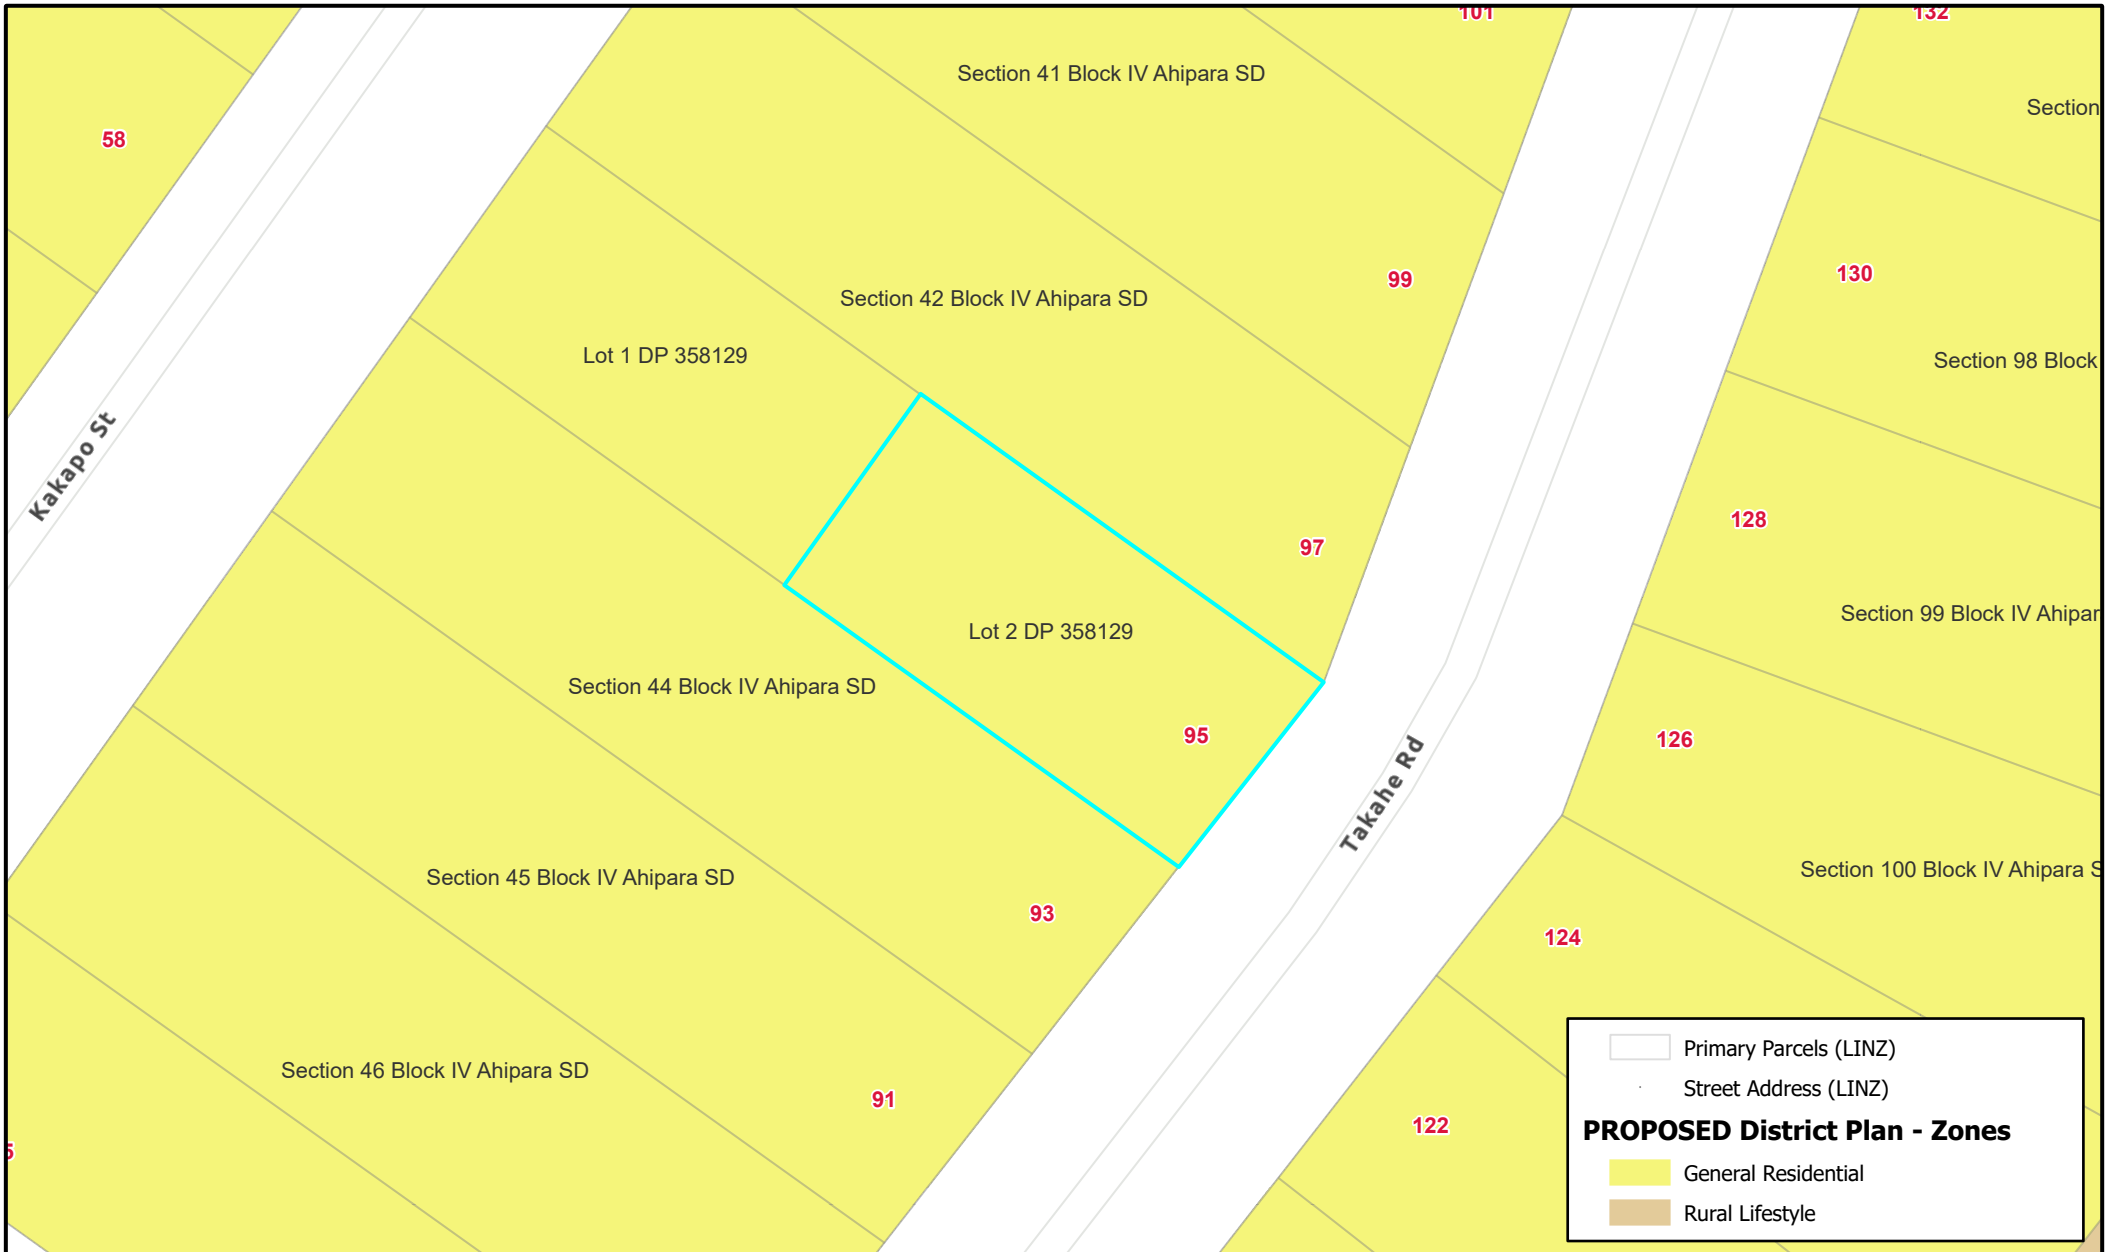 101
132
Section 41 Block IV Ahipara SD
Section
58
130
99
Section 42 Block IV Ahipara SD
Lot 1 DP 358129
Section 98 Block
Kakapo St
128
97
Section 99 Block IV Ahipar
Lot 2 DP 358129
Section 44 Block IV Ahipara SD
95
126
Takahe Rd
Section 100 Block IV Ahipara S
Section 45 Block IV Ahipara SD
93
124
Section 46 Block IV Ahipara SD
91
122
5
Primary Parcels (LINZ)
Street Address (LINZ)
PROPOSED District Plan - Zones
General Residential
Rural Lifestyle